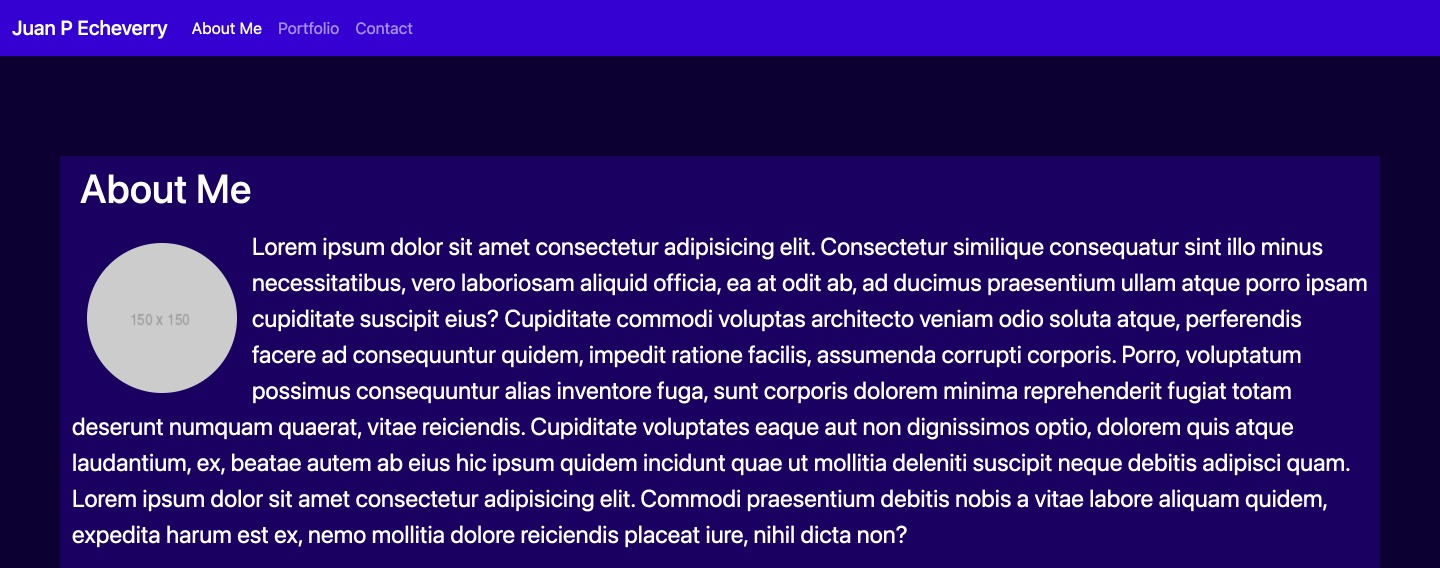 Juan P Echeverry About Me Portfolio Contact
About Me
150 x 150
Lorem ipsum dolor sit amet consectetur adipisicing elit. Consectetur similique consequatur sint illo minus
necessitatibus, vero laboriosam aliquid officia, ea at odit ab, ad ducimus praesentium ullam atque porro ipsam
cupiditate suscipit eius? Cupiditate commodi voluptas architecto veniam odio soluta atque, perferendis
facere ad consequuntur quidem, impedit ratione facilis, assumenda corrupti corporis. Porro, voluptatum
possimus consequuntur alias inventore fuga, sunt corporis dolorem minima reprehenderit fugiat totam
deserunt numquam quaerat, vitae reiciendis. Cupiditate voluptates eaque aut non dignissimos optio, dolorem quis atque
laudantium, ex, beatae autem ab eius hic ipsum quidem incidunt quae ut mollitia deleniti suscipit neque debitis adipisci quam.
Lorem ipsum dolor sit amet consectetur adipisicing elit. Commodi praesentium debitis nobis a vitae labore aliquam quidem,
expedita harum est ex, nemo mollitia dolore reiciendis placeat iure, nihil dicta non?